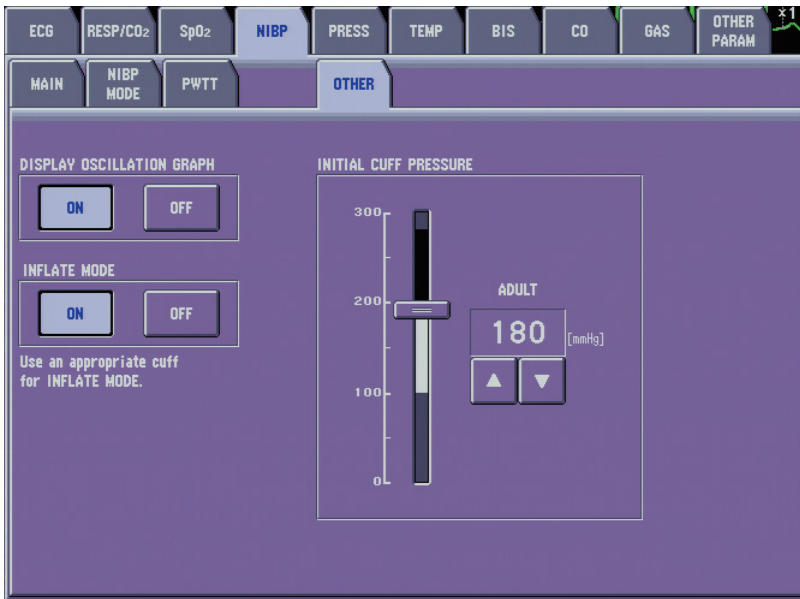 ECG RESP/CO2 SpO2 NIBP PRESS TEMP BIS CO GAS OTHER PARAM
x1
MAIN NIBP MODE PWTT OTHER
DISPLAY OSCILLATION GRAPH
ON OFF
INFLATE MODE
ON OFF
Use an appropriate cuff
for INFLATE MODE.
INITIAL CUFF PRESSURE
300
200
100
0
ADULT
180 [mmHg]